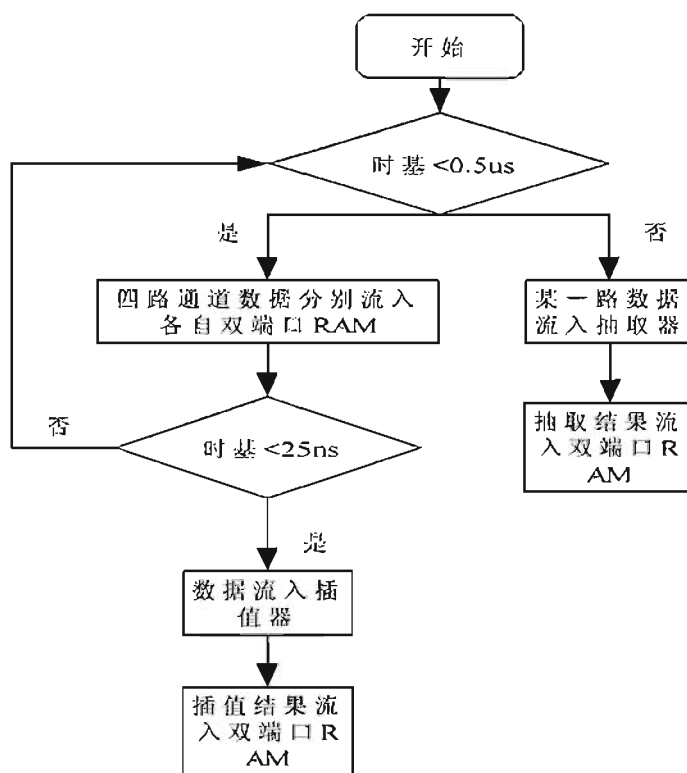 开始
时基<0.5us
是
否
四路通道数据分别流入
各自双端口RAM
某一路数据
流入抽取器
否
时基<25ns
抽取结果流
入双端口R
AM
是
数据流入插
值器
插值结果流
入双端口R
AM